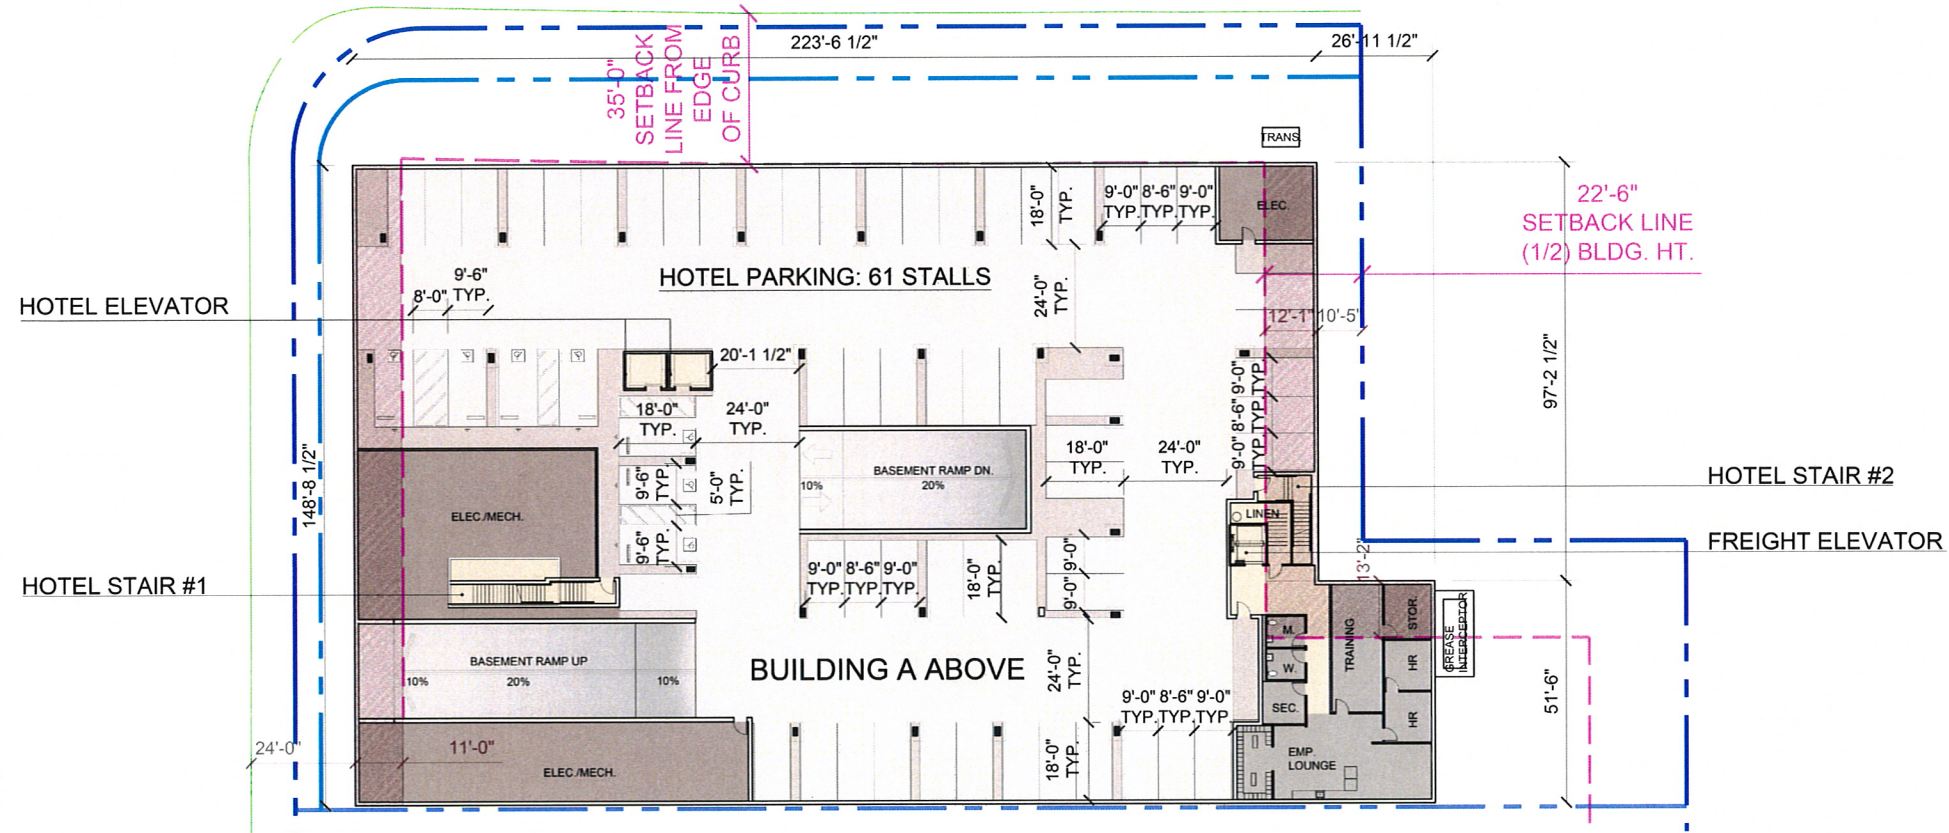 223'-6 1/2"
26'-11 1/2"
35'-0"
SETBACK
LINE FROM
EDGE
OF CURB
TRANS.
22'-6"
SETBACK LINE
(1/2) BLDG. HT.
18'-0"
TYP.
9'-0"
TYP.
8'-6"
TYP.
9'-0"
TYP.
ELEC.
HOTEL PARKING: 61 STALLS
8'-0"
9'-6"
TYP.
24'-0"
TYP.
HOTEL ELEVATOR
12'-1"
10'-5"
20'-1 1/2"
97'-2 1/2"
18'-0"
TYP.
24'-0"
TYP.
9'-0"
TYP.
8'-6"
TYP.
9'-0"
TYP.
148'-8 1/2"
18'-0"
TYP.
24'-0"
TYP.
BASEMENT RAMP DN.
10%
20%
9'-6"
TYP.
5'-0"
TYP.
HOTEL STAIR #2
ELEC./MECH.
LINEN
FREIGHT ELEVATOR
9'-6"
TYP.
9'-0"
TYP.
8'-6"
TYP.
9'-0"
TYP.
18'-0"
TYP.
9'-0"
9'-0"
13'-2"
HOTEL STAIR #1
M.
TRAINING
STOR.
GREASE
INTERCEPTOR
BASEMENT RAMP UP
10%
20%
10%
BUILDING A ABOVE
24'-0"
TYP.
W.
HR
51'-6"
9'-0"
TYP.
8'-6"
TYP.
9'-0"
TYP.
SEC.
HR
24'-0"
11'-0"
ELEC./MECH.
18'-0"
TYP.
EMP.
LOUNGE